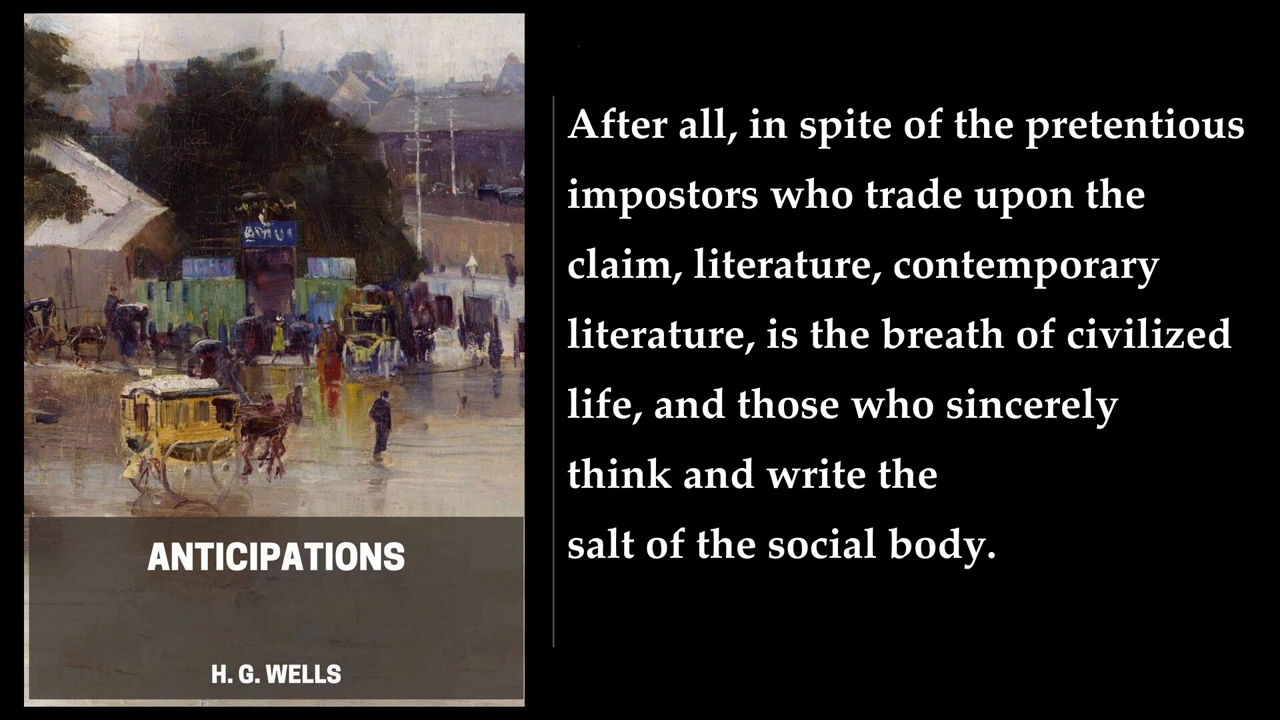 ANTICIPATIONS
H. G. WELLS
After all, in spite of the pretentious
impostors who trade upon the
claim, literature, contemporary
literature, is the breath of civilized
life, and those who sincerely
think and write the
salt of the social body.